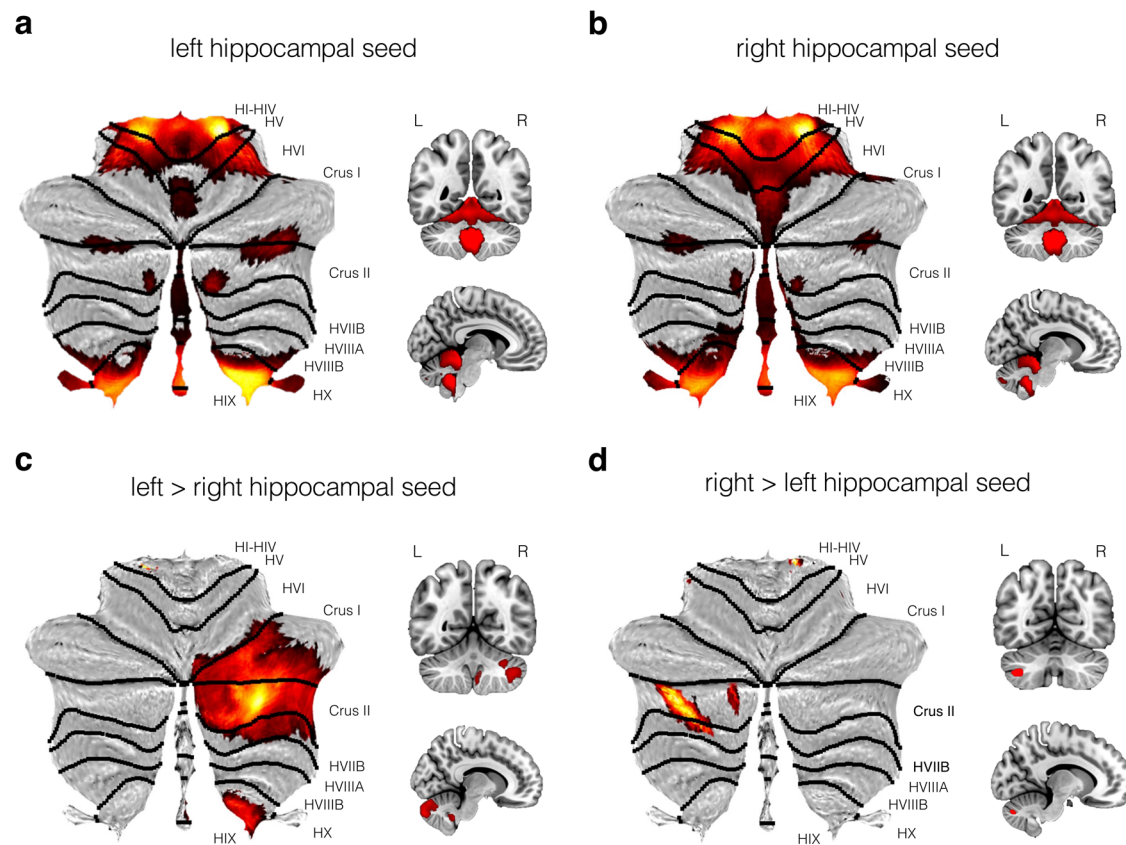 a
left hippocampal seed
HI-HIV
HV
HVI
Crus I
Crus II
HVIIB
HVIIIA
HVIIIB
HX
HIX
L R
b
right hippocampal seed
HI-HIV
HV
HVI
Crus I
Crus II
HVIIB
HVIIIA
HVIIIB
HX
HIX
L R
c
left > right hippocampal seed
HI-HIV
HV
HVI
Crus I
Crus II
HVIIB
HVIIIA
HVIIIB
HX
HIX
L R
d
right > left hippocampal seed
HI-HIV
HV
HVI
Crus I
Crus II
HVIIB
HVIIIA
HVIIIB
HX
HIX
L R